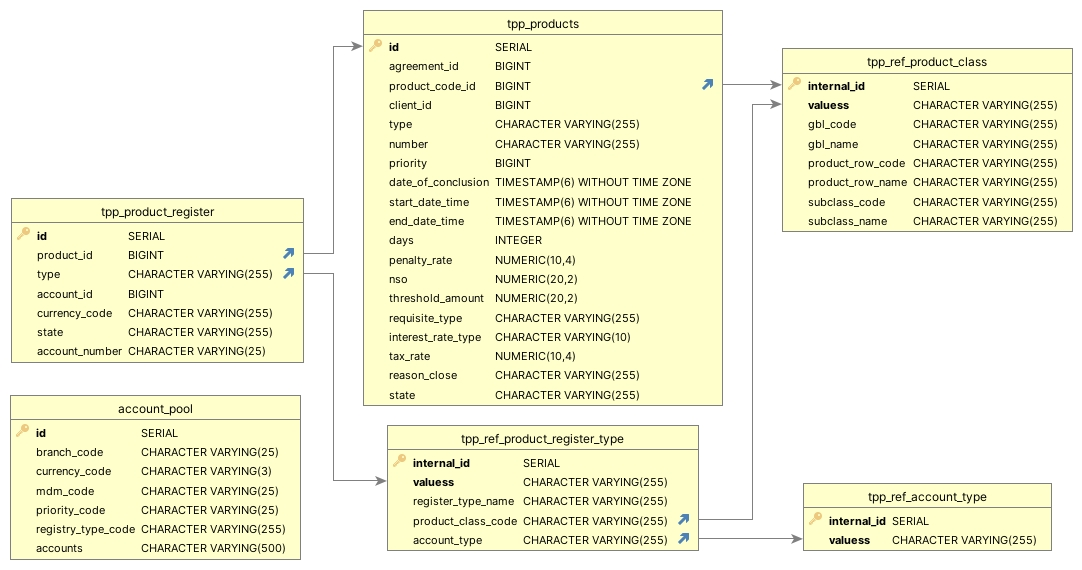 tpp_products
id SERIAL
agreement_id BIGINT
product_code_id BIGINT
client_id BIGINT
type CHARACTER VARYING(255)
number CHARACTER VARYING(255)
priority BIGINT
date_of_conclusion TIMESTAMP(6) WITHOUT TIME ZONE
start_date_time TIMESTAMP(6) WITHOUT TIME ZONE
end_date_time TIMESTAMP(6) WITHOUT TIME ZONE
days INTEGER
penalty_rate NUMERIC(10,4)
nso NUMERIC(20,2)
threshold_amount NUMERIC(20,2)
requisite_type CHARACTER VARYING(255)
interest_rate_type CHARACTER VARYING(10)
tax_rate NUMERIC(10,4)
reason_close CHARACTER VARYING(255)
state CHARACTER VARYING(255)
tpp_ref_product_class
internal_id SERIAL
valuess CHARACTER VARYING(255)
gbl_code CHARACTER VARYING(255)
gbl_name CHARACTER VARYING(255)
product_row_code CHARACTER VARYING(255)
product_row_name CHARACTER VARYING(255)
subclass_code CHARACTER VARYING(255)
subclass_name CHARACTER VARYING(255)
tpp_product_register
id SERIAL
product_id BIGINT
type CHARACTER VARYING(255)
account_id BIGINT
currency_code CHARACTER VARYING(255)
state CHARACTER VARYING(255)
account_number CHARACTER VARYING(25)
account_pool
id SERIAL
branch_code CHARACTER VARYING(25)
currency_code CHARACTER VARYING(3)
mdm_code CHARACTER VARYING(25)
priority_code CHARACTER VARYING(25)
registry_type_code CHARACTER VARYING(255)
accounts CHARACTER VARYING(500)
tpp_ref_product_register_type
internal_id SERIAL
valuess CHARACTER VARYING(255)
register_type_name CHARACTER VARYING(255)
product_class_code CHARACTER VARYING(255)
account_type CHARACTER VARYING(255)
tpp_ref_account_type
internal_id SERIAL
valuess CHARACTER VARYING(255)